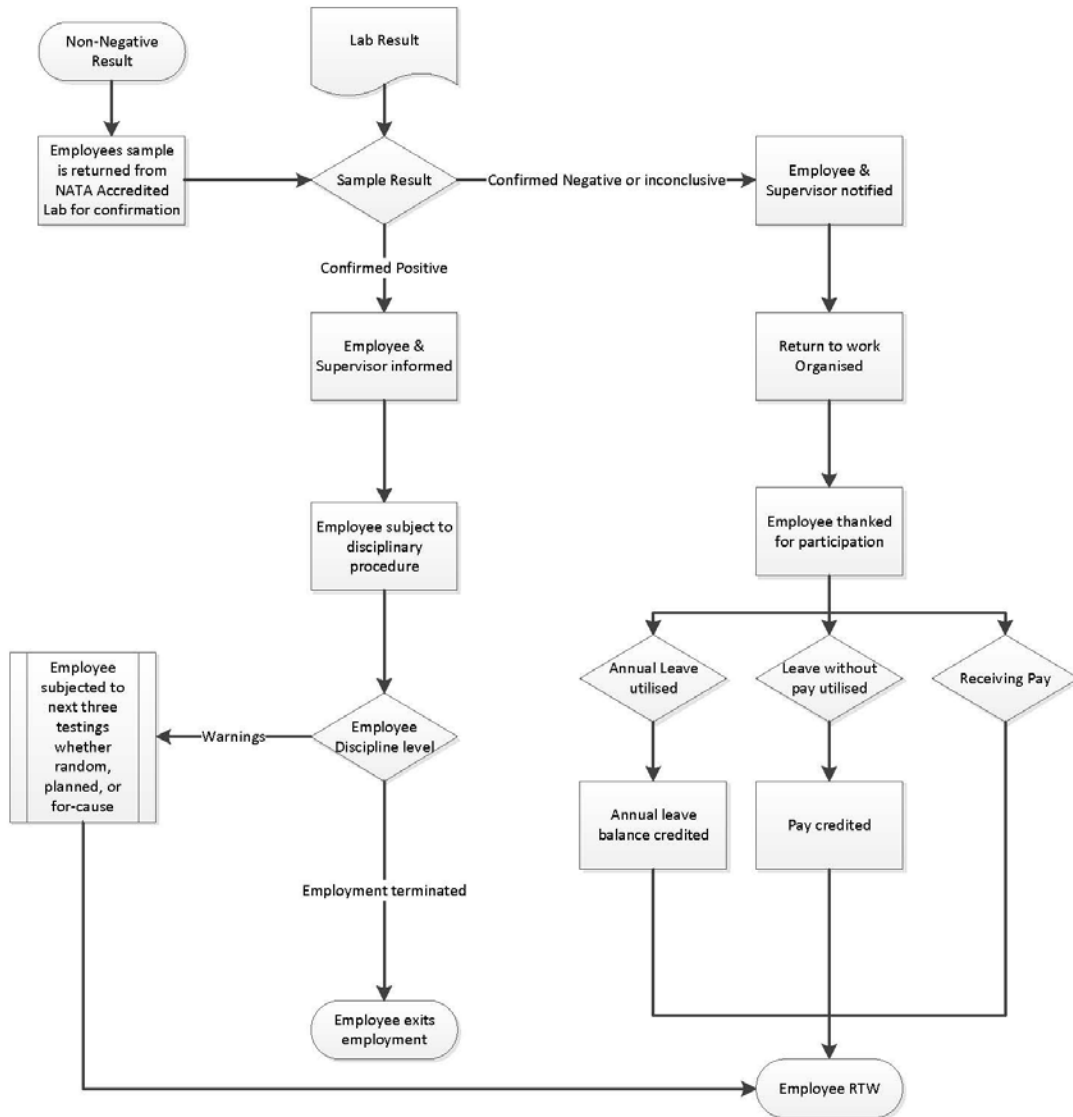 Non-Negative
Result
Lab Result
Employees sample
is returned from
NATA Accredited
Lab for confirmation
Sample Result
Confirmed Negative or inconclusive
Employee &
Supervisor notified
Confirmed Positive
Employee &
Supervisor informed
Return to work
Organised
Employee subject to
disciplinary
procedure
Employee thanked
for participation
Employee
subjected to
next three
testings
whether
random,
planned, or
for-cause
Warnings
Employee
Discipline level
Annual Leave
utilised
Leave without
pay utilised
Receiving Pay
Annual leave
balance credited
Pay credited
Employment terminated
Employee exits
employment
Employee RTW